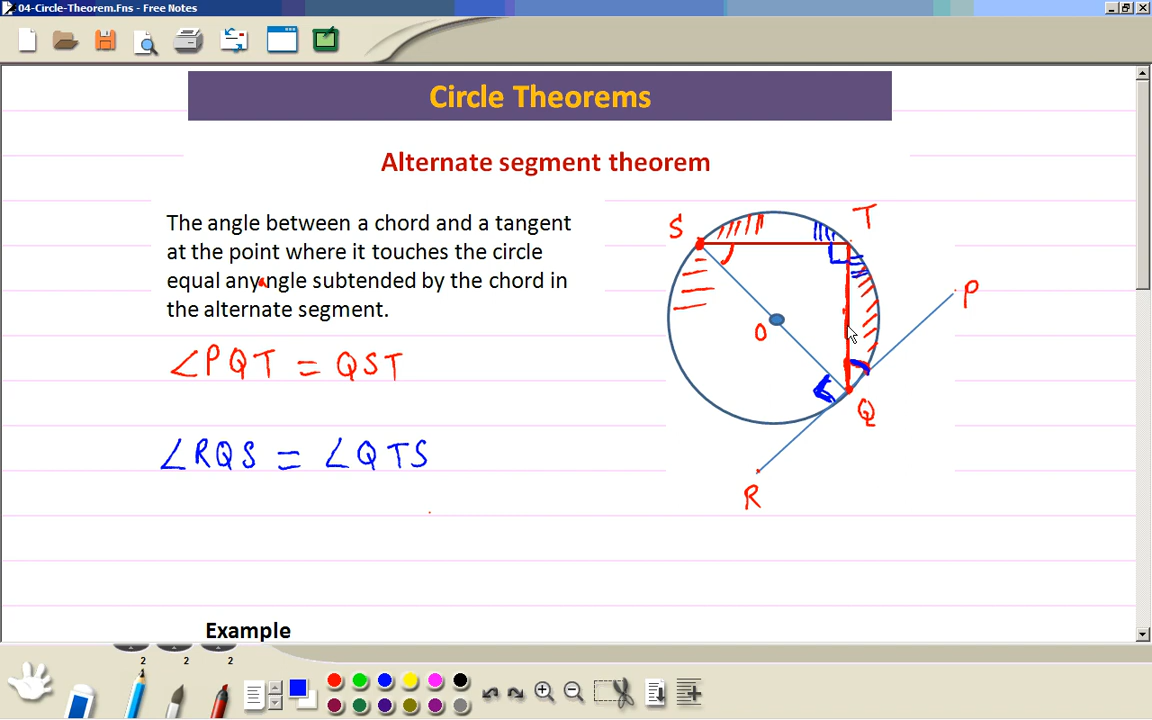 04-Circle-Theorem.Fns - Free Notes
Circle Theorems
Alternate segment theorem
The angle between a chord and a tangent
at the point where it touches the circle
equal any angle subtended by the chord in
the alternate segment.
∠PQT = QST
∠RQS = ∠QTS
S
T
P
O
Q
R
Example
2
2
2